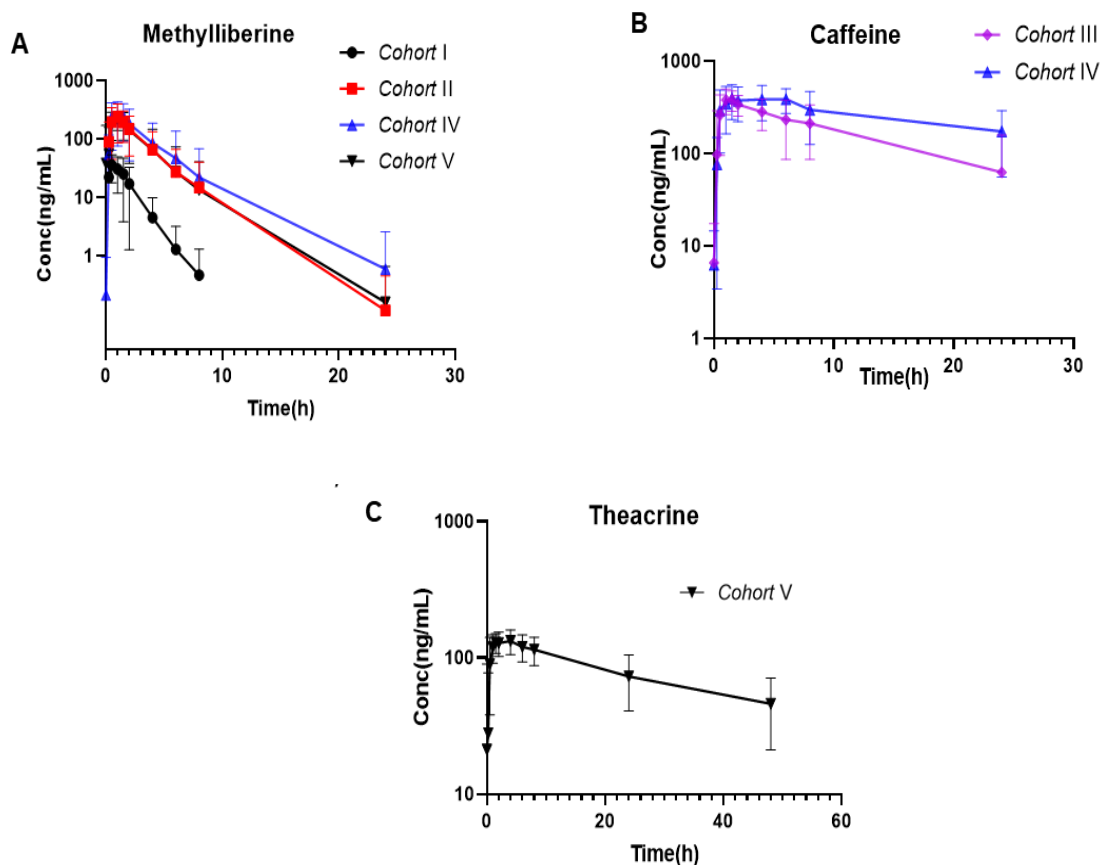 A
Methylliberine
Cohort I
Cohort II
Cohort IV
Cohort V
Conc(ng/mL)
1000
100
10
1
0
10
20
30
Time(h)
B
Caffeine
Cohort III
Cohort IV
Conc(ng/mL)
1000
100
10
1
0
10
20
30
Time(h)
C
Theacrine
Cohort V
Conc(ng/mL)
1000
100
10
0
20
40
60
Time(h)